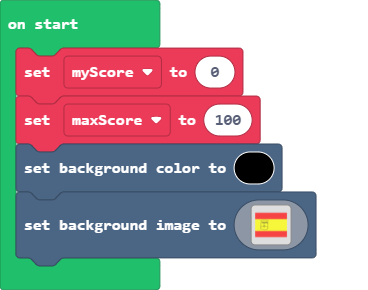 on start
set myScore to 0
set maxScore to 100
set background color to
set background image to